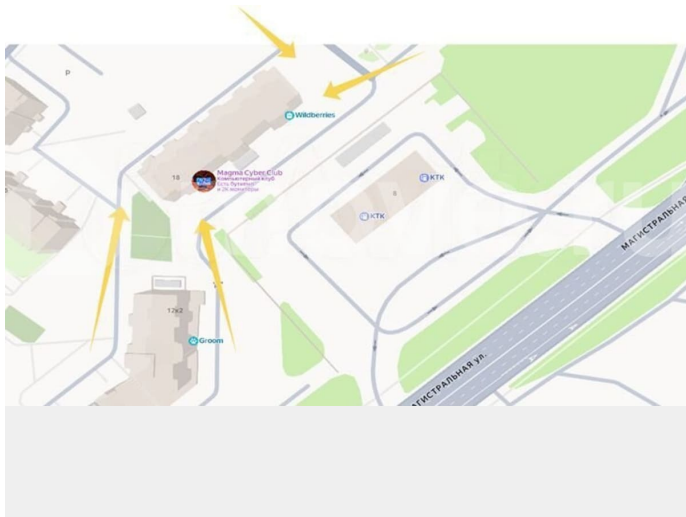 P
Wildberries
18
Magma Cyber Club
Компьютерный клуб
КТК
8
КТК
МАГИСТРАЛЬНАЯ
12к2
Groom
МАГИСТРАЛЬНАЯ ул.